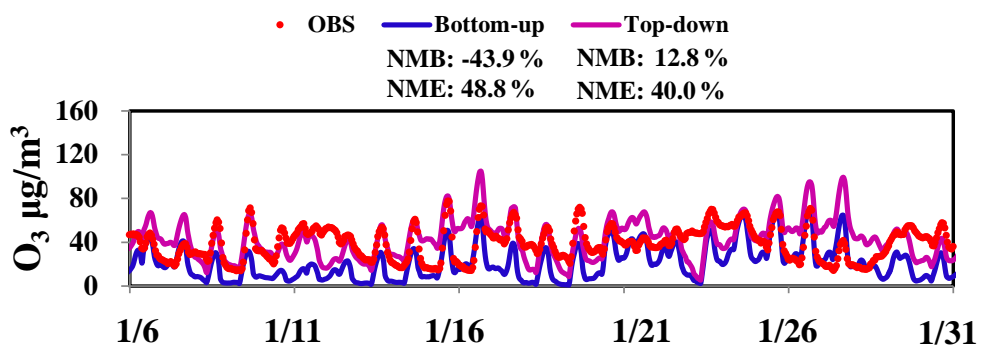 OBS Bottom-up Top-down
NMB: -43.9 % NMB: 12.8 %
NME: 48.8 % NME: 40.0 %
160
120
80
40
0
O₃ µg/m³
1/6 1/11 1/16 1/21 1/26 1/31